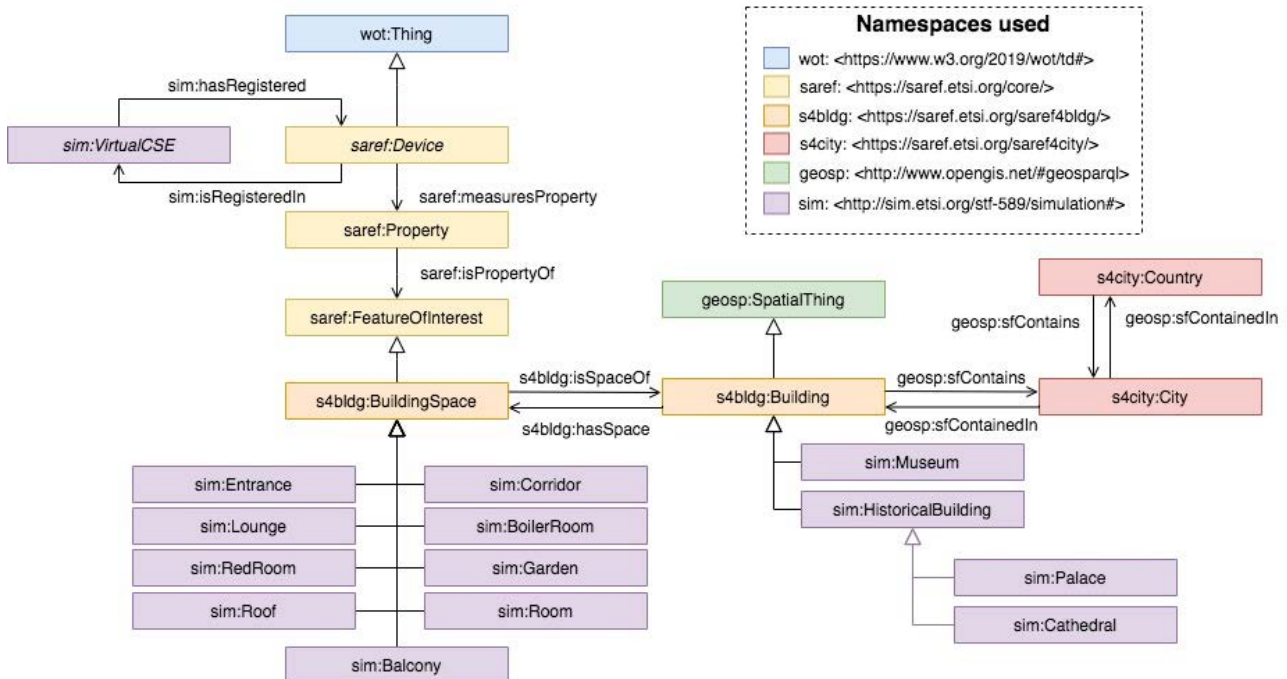 wot:Thing
Namespaces used
wot: <https://www.w3.org/2019/wot/td#>
saref: <https://saref.etsi.org/core/>
s4bldg: <https://saref.etsi.org/saref4bldg/>
s4city: <https://saref.etsi.org/saref4city/>
geosp: <http://www.opengis.net/#geosparql>
sim: <http://sim.etsi.org/stf-589/simulation#>
sim:hasRegistered
sim:VirtualCSE
saref:Device
sim:isRegisteredIn
saref:measuresProperty
saref:Property
saref:isPropertyOf
saref:FeatureOfInterest
geosp:SpatialThing
s4city:Country
geosp:sfContains
geosp:sfContainedIn
s4bldg:BuildingSpace
s4bldg:isSpaceOf
s4bldg:hasSpace
s4bldg:Building
geosp:sfContains
geosp:sfContainedIn
s4city:City
sim:Entrance
sim:Corridor
sim:Lounge
sim:BoilerRoom
sim:RedRoom
sim:Garden
sim:Roof
sim:Room
sim:Balcony
sim:Museum
sim:HistoricalBuilding
sim:Palace
sim:Cathedral